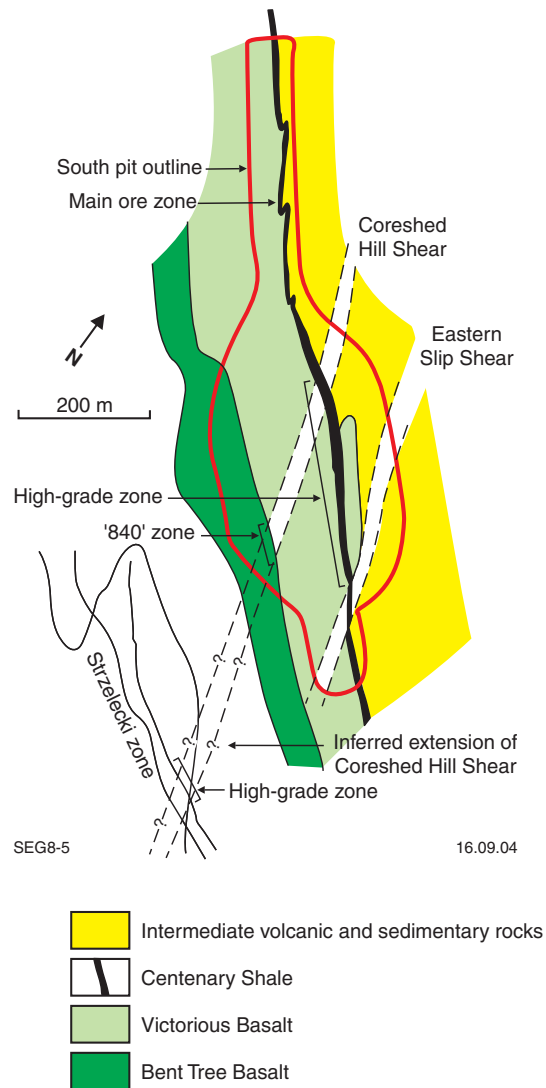 South pit outline
Main ore zone
Coreshed
Hill Shear
Eastern
Slip Shear
N
200 m
High-grade zone
'840' zone
?
?
?
?
Strzelecki zone
Inferred extension of
Coreshed Hill Shear
High-grade zone
?
SEG8-5
16.09.04
Intermediate volcanic and sedimentary rocks
Centenary Shale
Victorious Basalt
Bent Tree Basalt